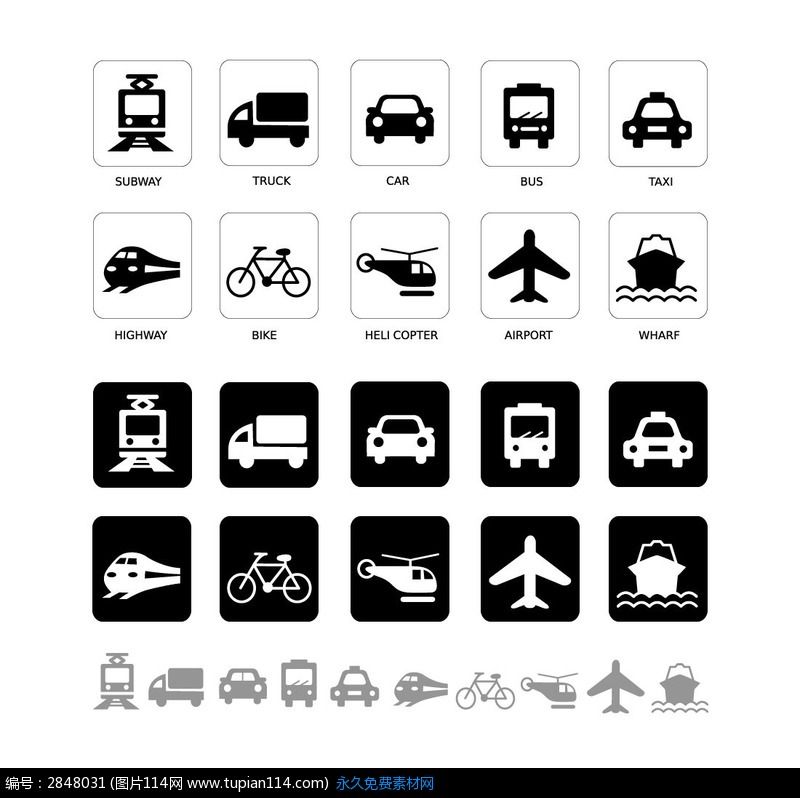 SUBWAY TRUCK CAR BUS TAXI
HIGHWAY BIKE HELI COPTER AIRPORT WHARF
编号：2848031 (图片114网 www.tupian114.com) 永久免费素材网